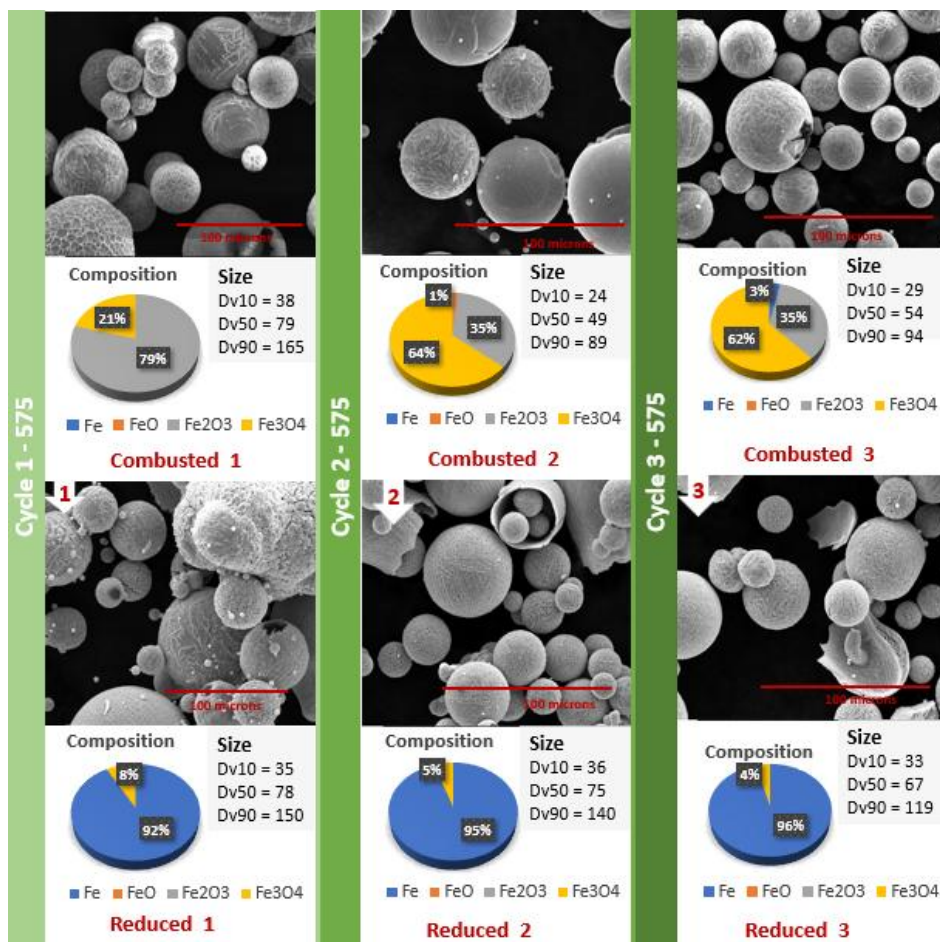 Cycle 1 - 575
100 microns
Composition
21%
79%
Size
Dv10 = 38
Dv50 = 79
Dv90 = 165
Fe FeO Fe2O3 Fe3O4
Combusted 1
1
100 microns
Composition
8%
92%
Size
Dv10 = 35
Dv50 = 78
Dv90 = 150
Fe FeO Fe2O3 Fe3O4
Reduced 1
Cycle 2 - 575
100 microns
Composition
1%
35%
64%
Size
Dv10 = 24
Dv50 = 49
Dv90 = 89
Fe FeO Fe2O3 Fe3O4
Combusted 2
2
100 microns
Composition
5%
95%
Size
Dv10 = 36
Dv50 = 75
Dv90 = 140
Fe FeO Fe2O3 Fe3O4
Reduced 2
Cycle 3 - 575
100 microns
Composition
3%
35%
62%
Size
Dv10 = 29
Dv50 = 54
Dv90 = 94
Fe FeO Fe2O3 Fe3O4
Combusted 3
3
100 microns
Composition
4%
96%
Size
Dv10 = 33
Dv50 = 67
Dv90 = 119
Fe FeO Fe2O3 Fe3O4
Reduced 3